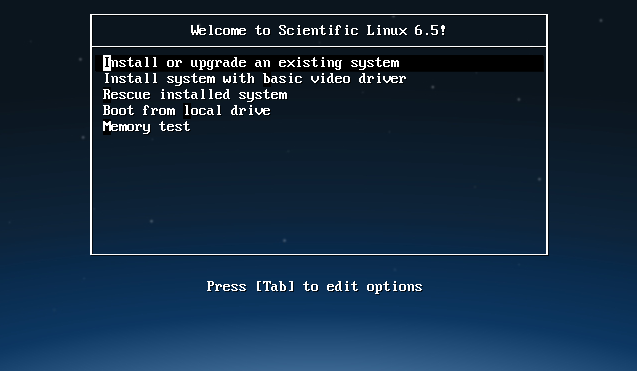 Welcome to Scientific Linux 6.5!
Install or upgrade an existing system
Install system with basic video driver
Rescue installed system
Boot from local drive
Memory test
Press [Tab] to edit options